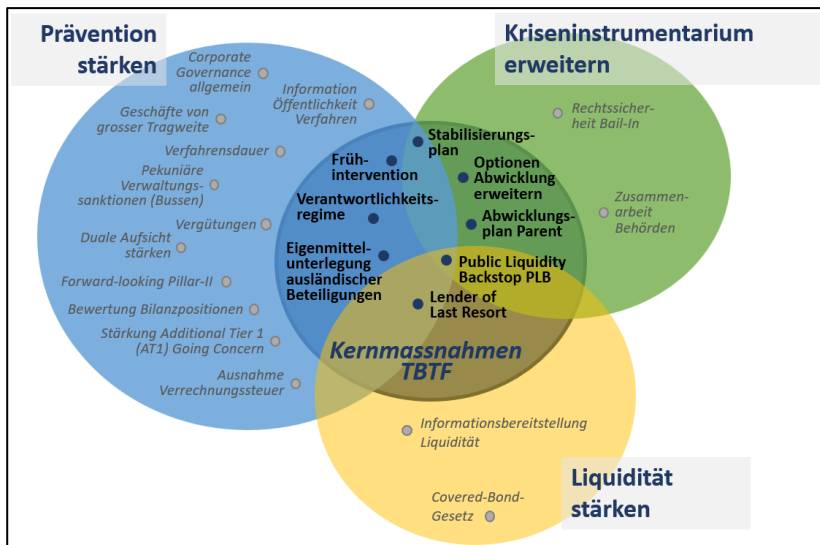 Prävention
stärken
Kriseninstrumentarium
erweitern
Corporate
Governance
allgemein
Information
Öffentlichkeit
Verfahren
Geschäfte von
grosser Tragweite
Verfahrensdauer
Pekuniäre
Verwaltungs-
sanktionen (Bussen)
Vergütungen
Duale Aufsicht
stärken
Forward-looking Pillar-II
Bewertung Bilanzpositionen
Stärkung Additional Tier 1
(AT1) Going Concern
Ausnahme
Verrechnungssteuer
Früh-
intervention
Verantwortlichkeits-
regime
Eigenmittel-
unterlegung
ausländischer
Beteiligungen
Stabilisierungs-
plan
Optionen
Abwicklung
erweitern
Abwicklungs-
plan Parent
Public Liquidity
Backstop PLB
Lender of
Last Resort
Kernmassnahmen
TBTF
Rechtssicher-
heit Bail-In
Zusammen-
arbeit
Behörden
Informationsbereitstellung
Liquidität
Covered-Bond-
Gesetz
Liquidität
stärken